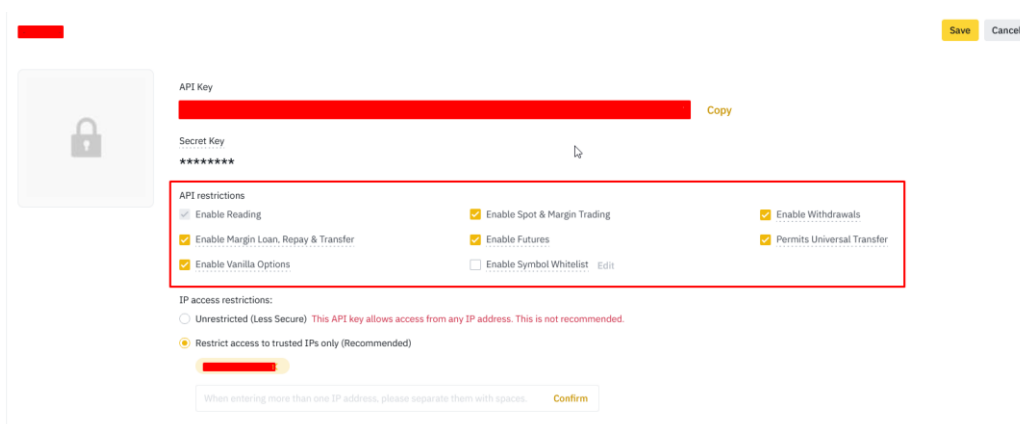 Save Cancel
API Key
Copy
Secret Key
********
API restrictions
Enable Reading Enable Spot & Margin Trading Enable Withdrawals
Enable Margin Loan, Repay & Transfer Enable Futures Permits Universal Transfer
Enable Vanilla Options Enable Symbol Whitelist Edit
IP access restrictions:
Unrestricted (Less Secure) This API key allows access from any IP address. This is not recommended.
Restrict access to trusted IPs only (Recommended)
When entering more than one IP address, please separate them with spaces. Confirm